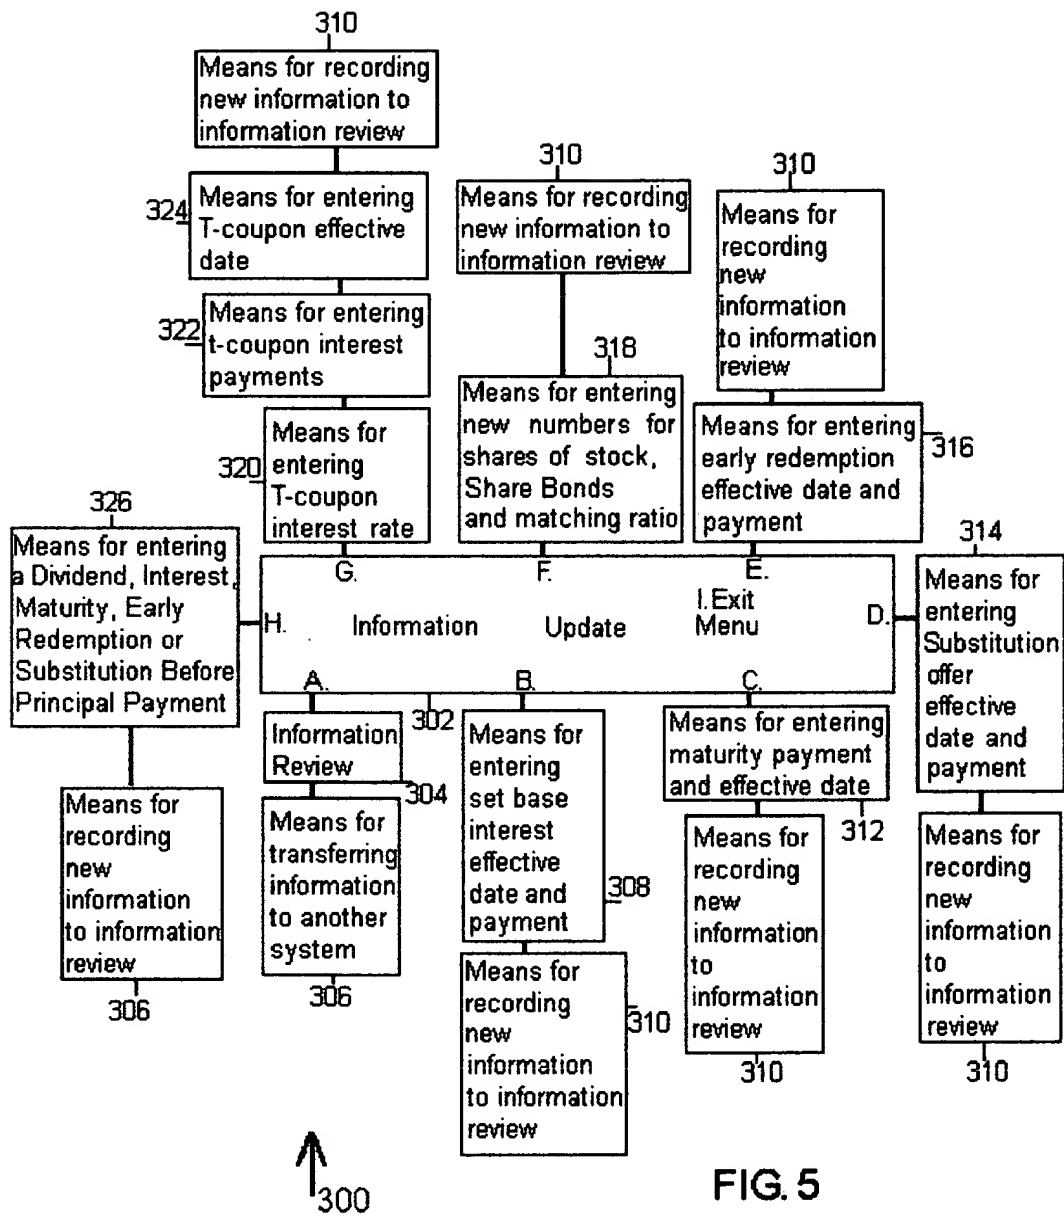 310
Means for recording
new information to
information review
324
Means for entering
T-coupon effective
date
322
Means for entering
t-coupon interest
payments
320
Means for
entering
T-coupon
interest rate
310
Means for recording
new information to
information review
318
Means for entering
new numbers for
shares of stock,
Share Bonds
and matching ratio
310
Means for
recording
new
information
to information
review
316
Means for entering
early redemption
effective date and
payment
326
Means for entering
a Dividend, Interest,
Maturity, Early
Redemption or
Substitution Before
Principal Payment
Means for
recording
new
information
to information
review
306
G. F. E.
H. Information Update I. Exit
Menu D.
A. B. C.
302
Information
Review
304
Means for
transferring
information
to another
system
306
Means for
entering
set base
interest
effective
date and
payment
308
Means for
recording
new
information
to information
review
310
Means for entering
maturity payment
and effective date
312
Means for
recording
new
information
to
information
review
310
314
Means for
entering
Substitution
offer
effective
date and
payment
Means for
recording
new
information
to
information
review
310
300
FIG. 5